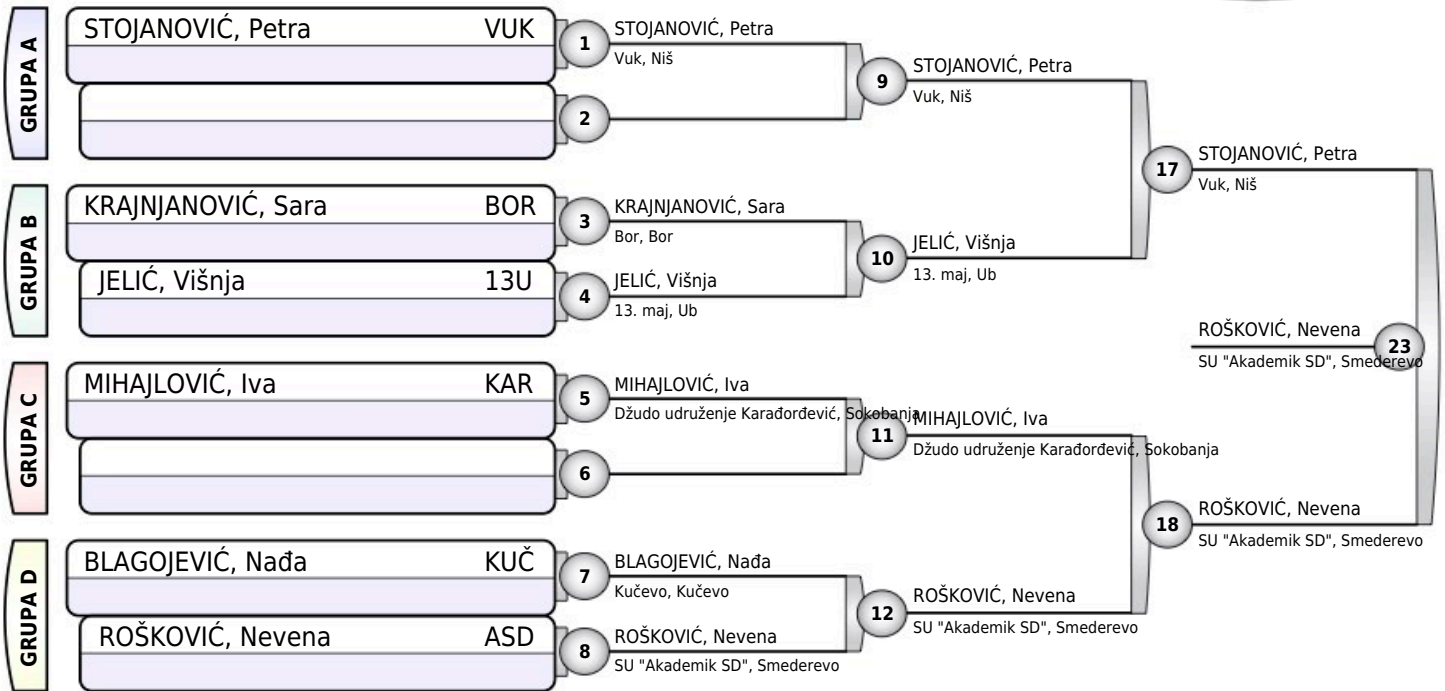 GRUPA A
STOJANOVIĆ, Petra VUK
1
STOJANOVIĆ, Petra
Vuk, Niš
2
9
STOJANOVIĆ, Petra
Vuk, Niš
GRUPA B
KRAJNJANOVIĆ, Sara BOR
3
KRAJNJANOVIĆ, Sara
Bor, Bor
JELIĆ, Višnja 13U
4
JELIĆ, Višnja
13. maj, Ub
10
JELIĆ, Višnja
13. maj, Ub
17
STOJANOVIĆ, Petra
Vuk, Niš
GRUPA C
MIHAJLOVIĆ, Iva KAR
5
MIHAJLOVIĆ, Iva
Džudo udruženje Karađorđević, Sokobanja
6
11
MIHAJLOVIĆ, Iva
Džudo udruženje Karađorđević, Sokobanja
GRUPA D
BLAGOJEVIĆ, Nađa KUČ
7
BLAGOJEVIĆ, Nađa
Kučevo, Kučevo
ROŠKOVIĆ, Nevena ASD
8
ROŠKOVIĆ, Nevena
SU "Akademik SD", Smederevo
12
ROŠKOVIĆ, Nevena
SU "Akademik SD", Smederevo
18
ROŠKOVIĆ, Nevena
SU "Akademik SD", Smederevo
ROŠKOVIĆ, Nevena
SU "Akademik SD", Smederevo
23